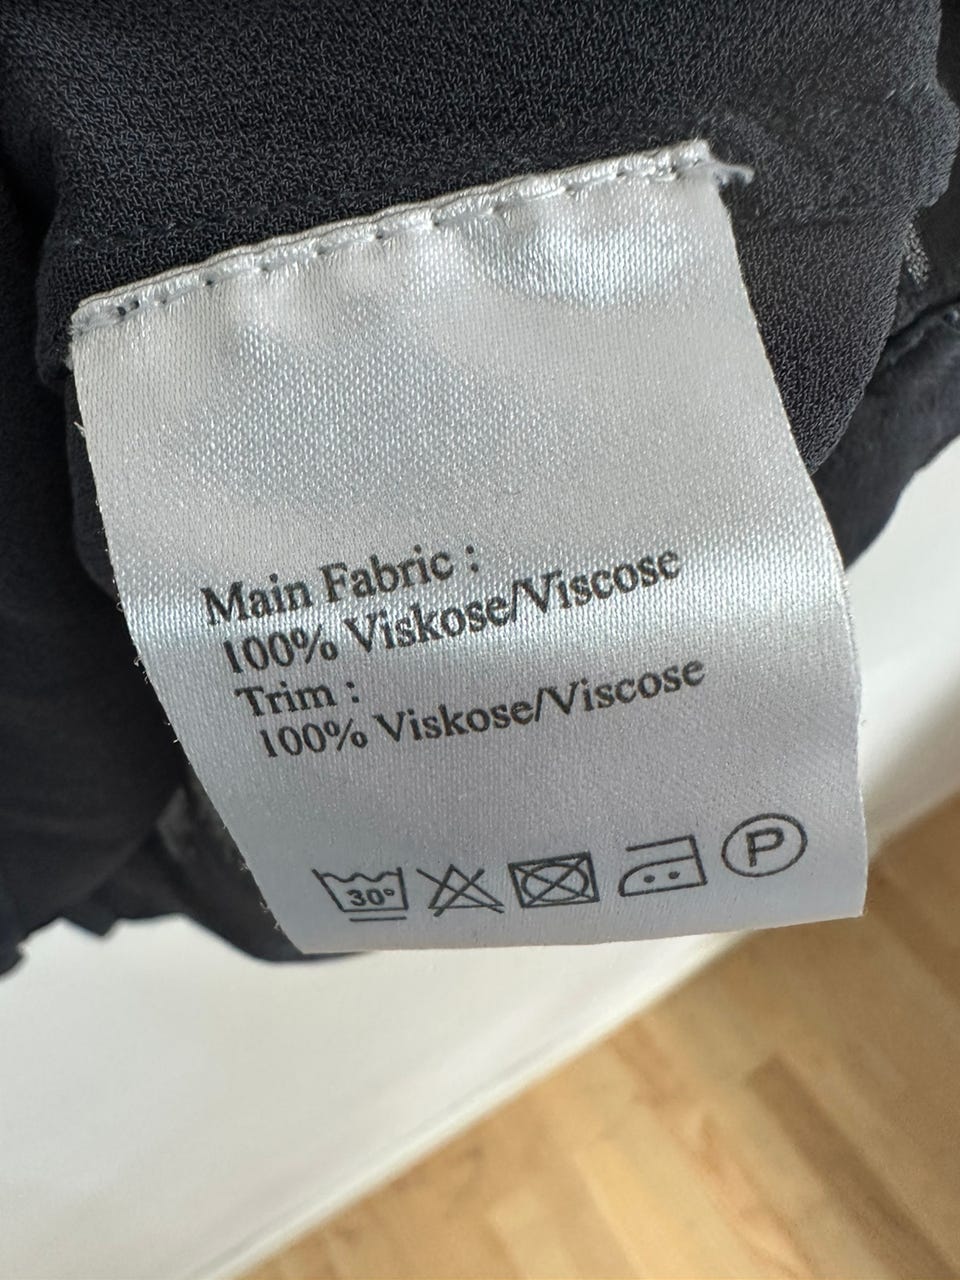 Main Fabric :
100% Viskose/Viscose
Trim :
100% Viskose/Viscose
30° P